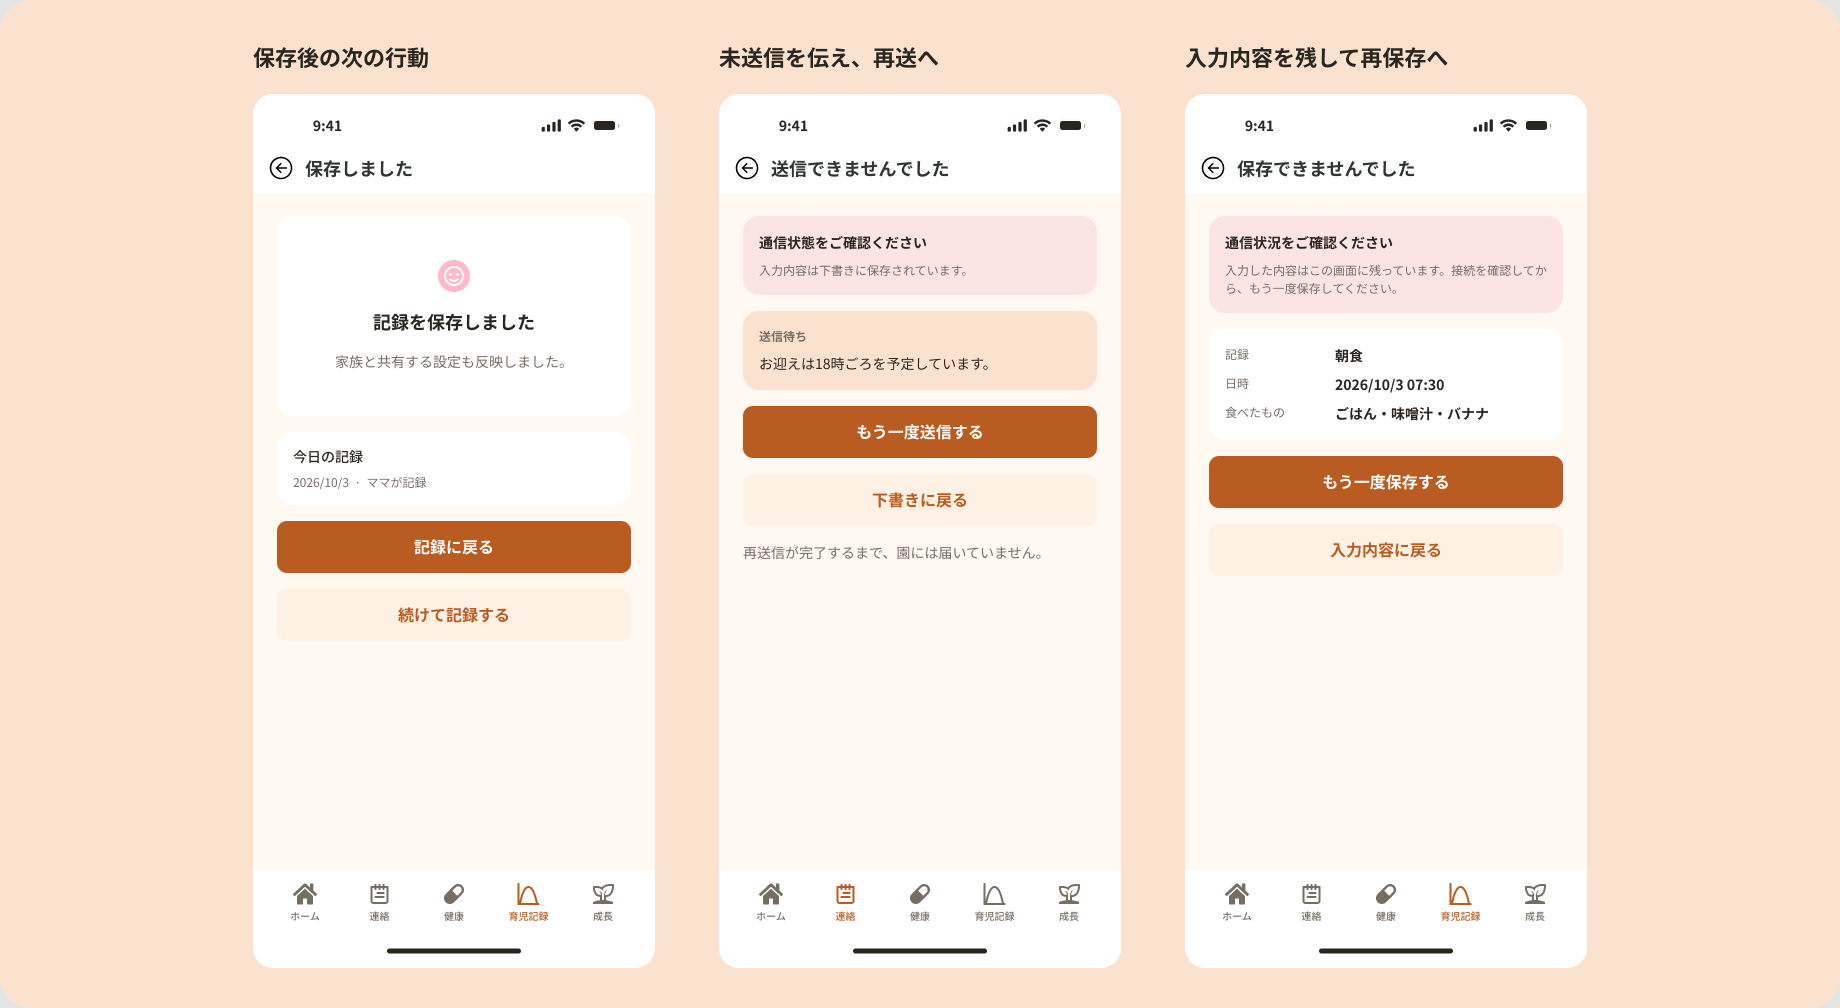 保存後の次の行動
9:41
保存しました
記録を保存しました
家族と共有する設定も反映しました。
今日の記録
2026/10/3 ・ ママが記録
記録に戻る
続けて記録する
ホーム
連絡
健康
育児記録
成長
未送信を伝え、再送へ
9:41
送信できませんでした
通信状態をご確認ください
入力内容は下書きに保存されています。
送信待ち
お迎えは18時ごろを予定しています。
もう一度送信する
下書きに戻る
再送信が完了するまで、園には届いていません。
ホーム
連絡
健康
育児記録
成長
入力内容を残して再保存へ
9:41
保存できませんでした
通信状況をご確認ください
入力した内容はこの画面に残っています。接続を確認してか
ら、もう一度保存してください。
記録 朝食
日時 2026/10/3 07:30
食べたもの ごはん・味噌汁・バナナ
もう一度保存する
入力内容に戻る
ホーム
連絡
健康
育児記録
成長